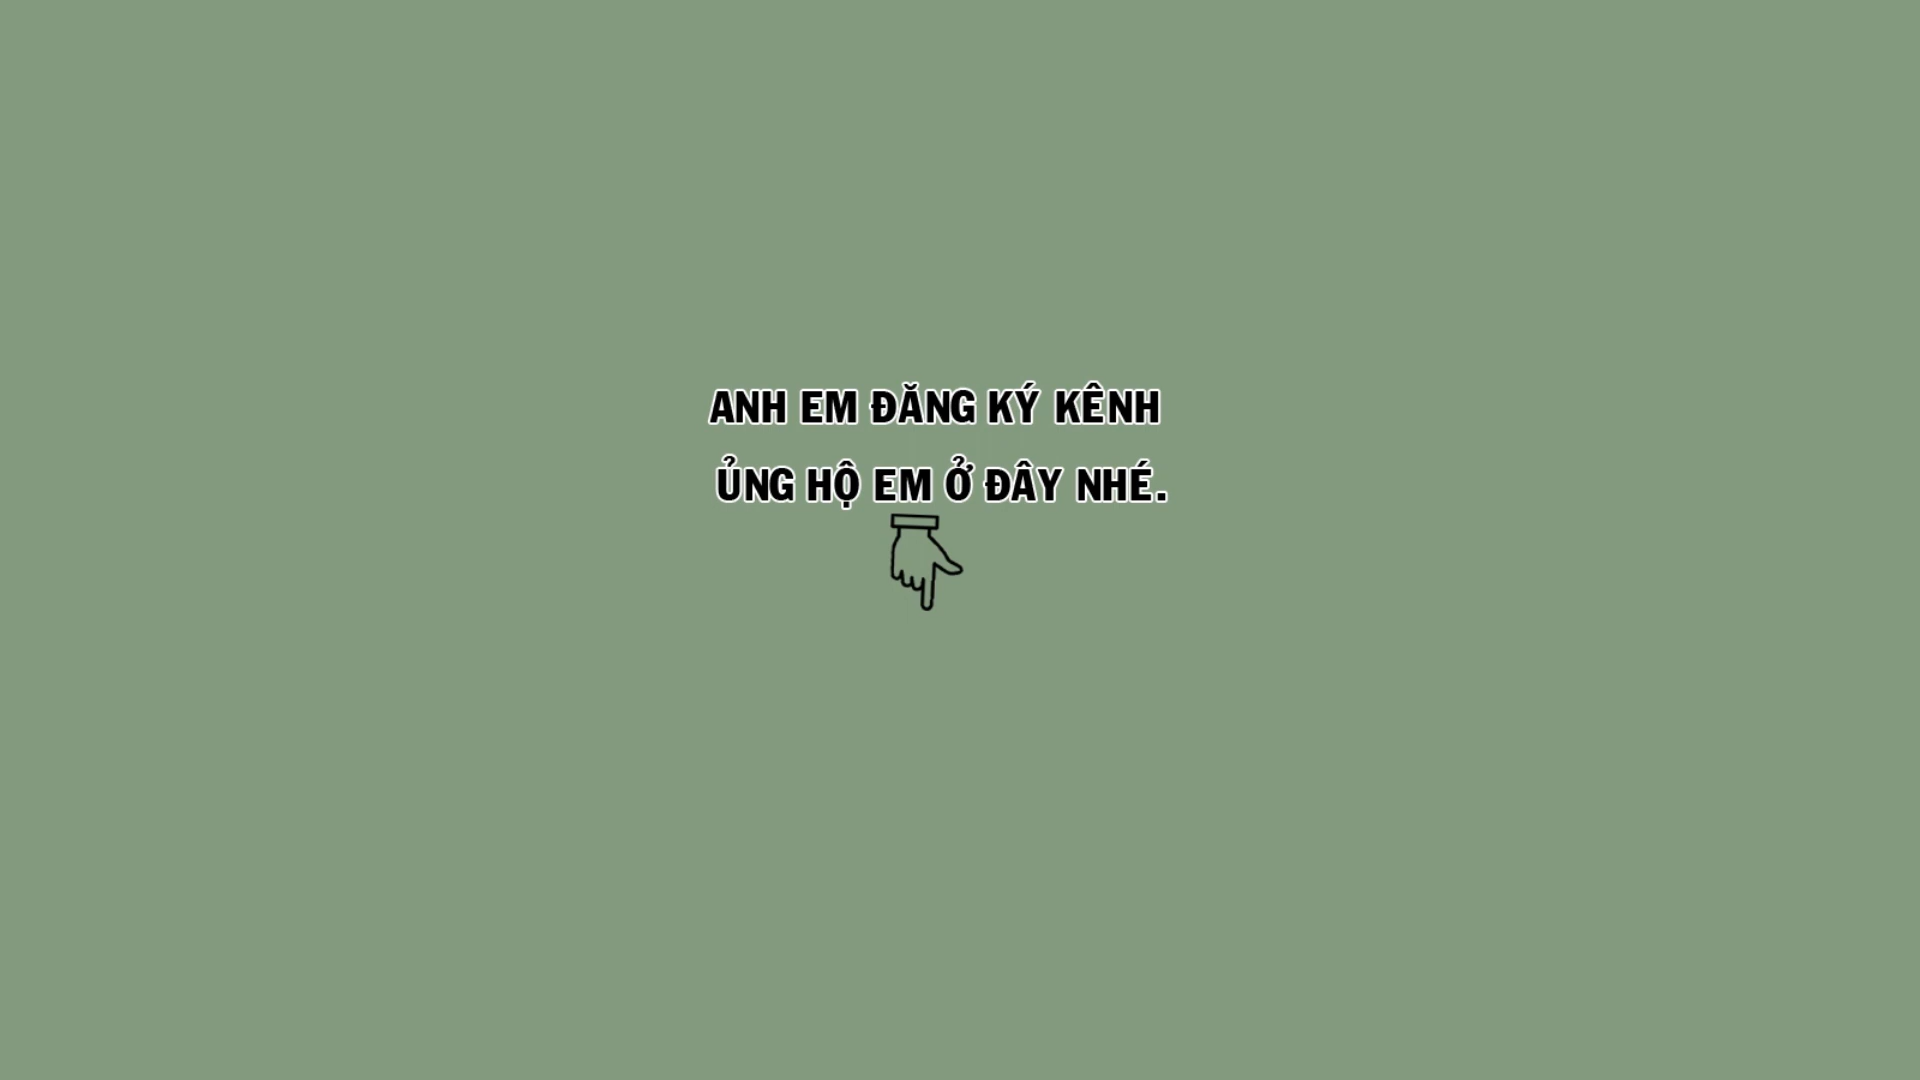 ANH EM ĐĂNG KÝ KÊNH
ỦNG HỘ EM Ở ĐÂY NHÉ.